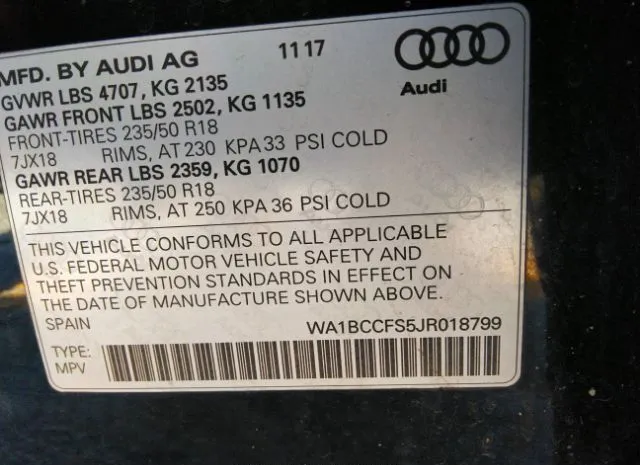 MFD. BY AUDI AG 11 17
GVWR LBS 4707, KG 2135
GAWR FRONT LBS 2502, KG 1135
FRONT-TIRES 235/50 R18
7JX18 RIMS, AT 230 KPA 33 PSI COLD
GAWR REAR LBS 2359, KG 1070
REAR-TIRES 235/50 R18
7JX18 RIMS, AT 250 KPA 36 PSI COLD
Audi
THIS VEHICLE CONFORMS TO ALL APPLICABLE
U.S. FEDERAL MOTOR VEHICLE SAFETY AND
THEFT PREVENTION STANDARDS IN EFFECT ON
THE DATE OF MANUFACTURE SHOWN ABOVE.
SPAIN WA1BCCFS5JR018799
TYPE:
MPV